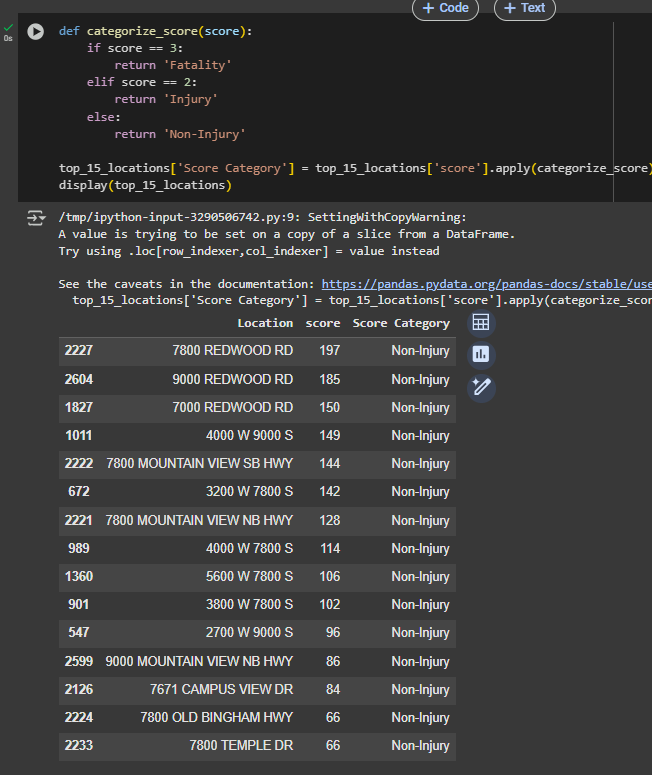 + Code + Text
0s
def categorize_score(score):
    if score == 3:
        return 'Fatality'
    elif score == 2:
        return 'Injury'
    else:
        return 'Non-Injury'
top_15_locations['Score Category'] = top_15_locations['score'].apply(categorize_score)
display(top_15_locations)
/tmp/ipython-input-3290506742.py:9: SettingWithCopyWarning:
A value is trying to be set on a copy of a slice from a DataFrame.
Try using .loc[row_indexer,col_indexer] = value instead
See the caveats in the documentation: https://pandas.pydata.org/pandas-docs/stable/use
  top_15_locations['Score Category'] = top_15_locations['score'].apply(categorize_scor
Location score Score Category
2227 7800 REDWOOD RD 197 Non-Injury
2604 9000 REDWOOD RD 185 Non-Injury
1827 7000 REDWOOD RD 150 Non-Injury
1011 4000 W 9000 S 149 Non-Injury
2222 7800 MOUNTAIN VIEW SB HWY 144 Non-Injury
672 3200 W 7800 S 142 Non-Injury
2221 7800 MOUNTAIN VIEW NB HWY 128 Non-Injury
989 4000 W 7800 S 114 Non-Injury
1360 5600 W 7800 S 106 Non-Injury
901 3800 W 7800 S 102 Non-Injury
547 2700 W 9000 S 96 Non-Injury
2599 9000 MOUNTAIN VIEW NB HWY 86 Non-Injury
2126 7671 CAMPUS VIEW DR 84 Non-Injury
2224 7800 OLD BINGHAM HWY 66 Non-Injury
2233 7800 TEMPLE DR 66 Non-Injury